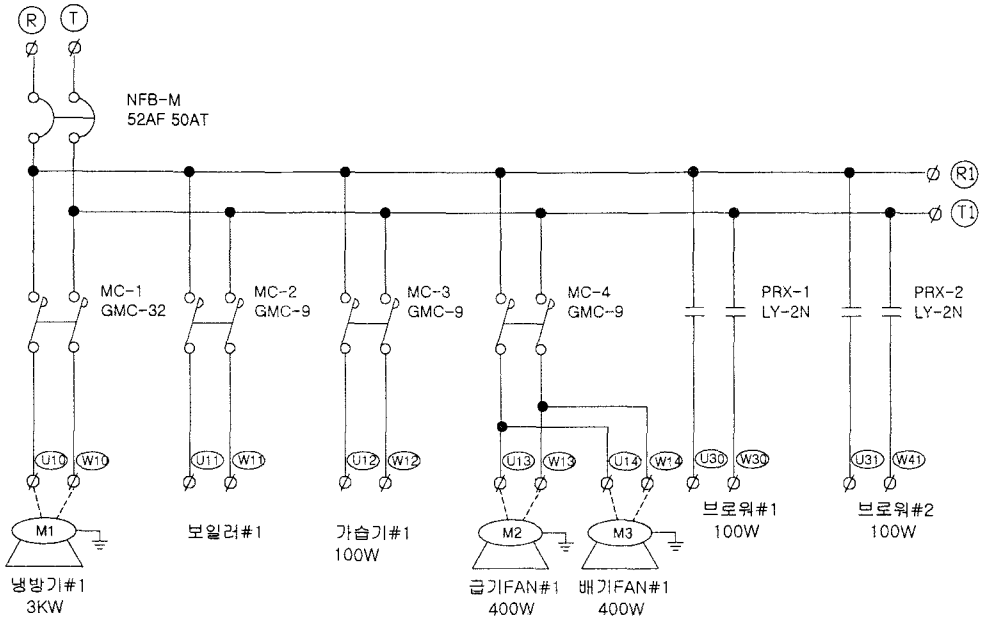 R T
NFB-M
52AF 50AT
R1
T1
MC-1
GMC-32
MC-2
GMC-9
MC-3
GMC-9
MC-4
GMC-9
PRX-1
LY-2N
PRX-2
LY-2N
U10 W10 U11 W11 U12 W12 U13 W13 U14 W14 U30 W30 U31 W41
M1
M2
M3
냉방기#1
3KW
보일러#1
가습기#1
100W
급기FAN#1
400W
배기FAN#1
400W
브로워#1
100W
브로워#2
100W